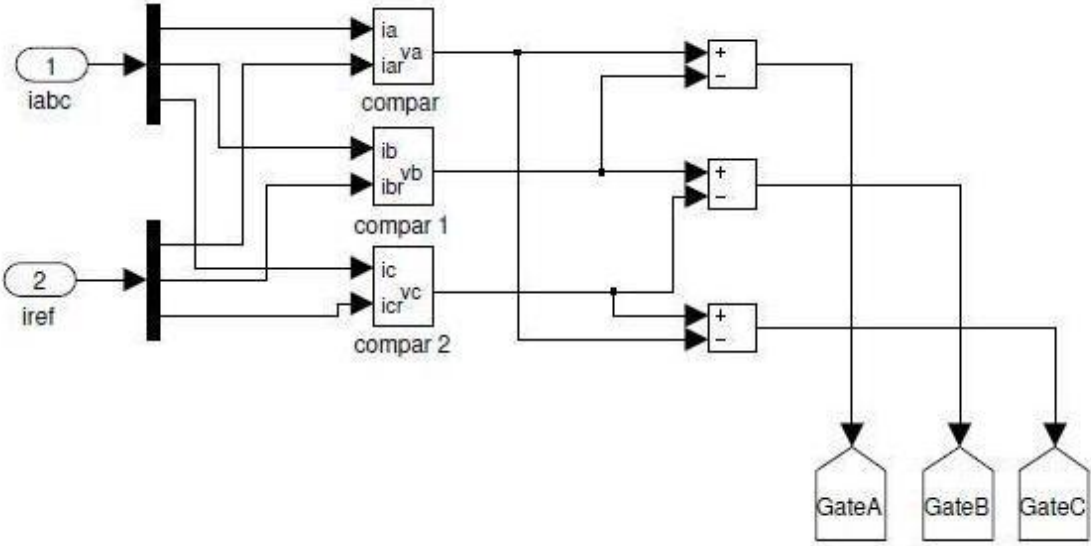 1
iabc
2
iref
ia
iar
va
compar
ib
ibr
vb
compar 1
ic
icr
vc
compar 2
+
−
+
−
+
−
GateA
GateB
GateC